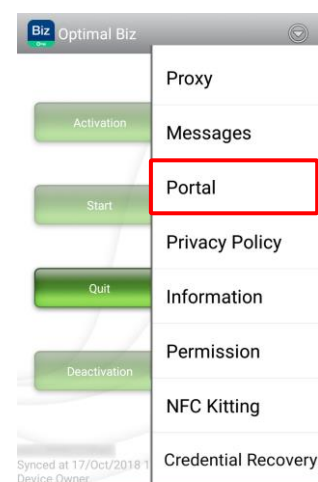 Biz
Optimal Biz
Proxy
Activation
Messages
Portal
Start
Privacy Policy
Quit
Information
Permission
Deactivation
NFC Kitting
Credential Recovery
Synced at 17/Oct/2018 1
Device Owner